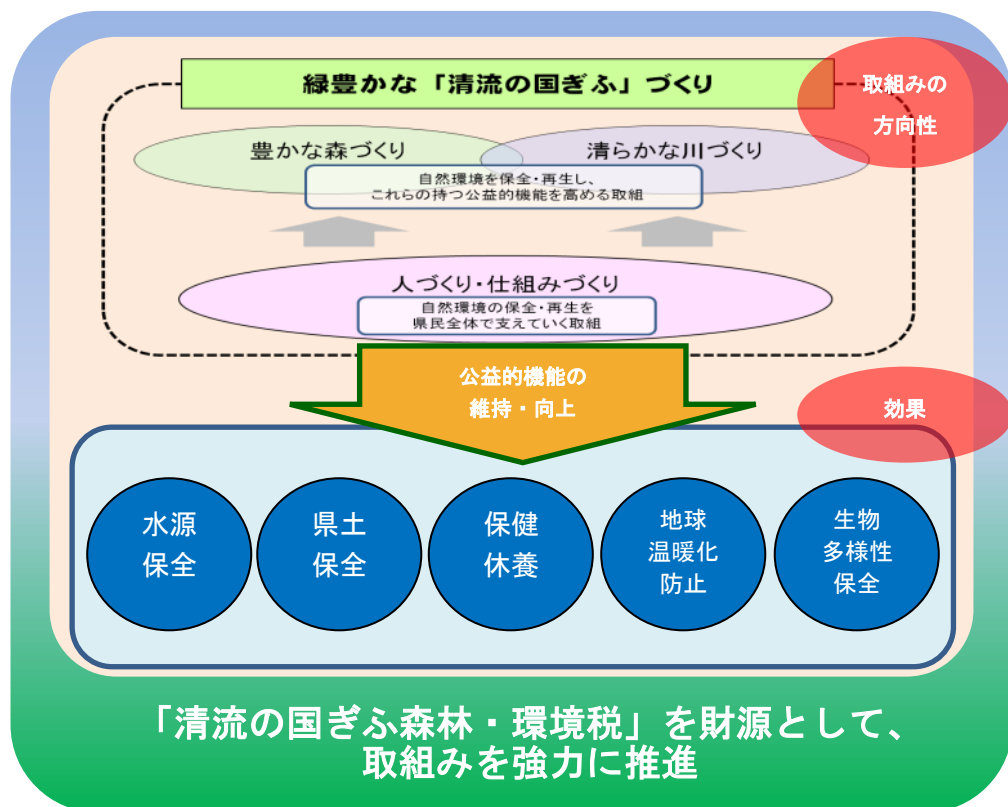 緑豊かな「清流の国ぎふ」づくり
取組みの
方向性
豊かな森づくり
清らかな川づくり
自然環境を保全・再生し、
これらの持つ公益的機能を高める取組
人づくり・仕組みづくり
自然環境の保全・再生を
県民全体で支えていく取組
公益的機能の
維持・向上
効果
水源
保全
県土
保全
保健
休養
地球
温暖化
防止
生物
多様性
保全
「清流の国ぎふ森林・環境税」を財源として、
取組みを強力に推進